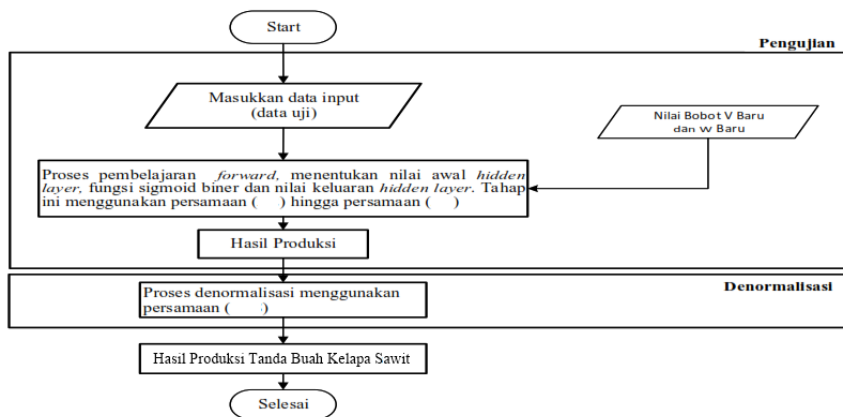 Start
Pengujian
Masukkan data input
(data uji)
Nilai Bobot V Baru
dan w Baru
Proses pembelajaran forward, menentukan nilai awal hidden
layer, fungsi sigmoid biner dan nilai keluaran hidden layer. Tahap
ini menggunakan persamaan ( ) hingga persamaan ( )
Hasil Produksi
Denormalisasi
Proses denormalisasi menggunakan
persamaan ( )
Hasil Produksi Tanda Buah Kelapa Sawit
Selesai